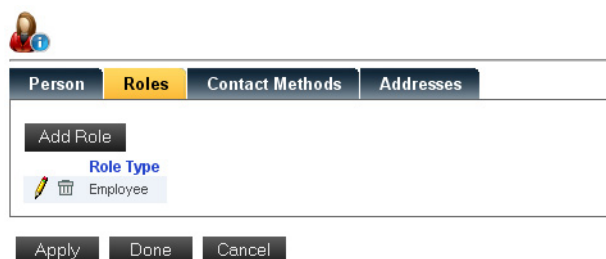 Person Roles Contact Methods Addresses
Add Role
Role Type
Employee
Apply Done Cancel